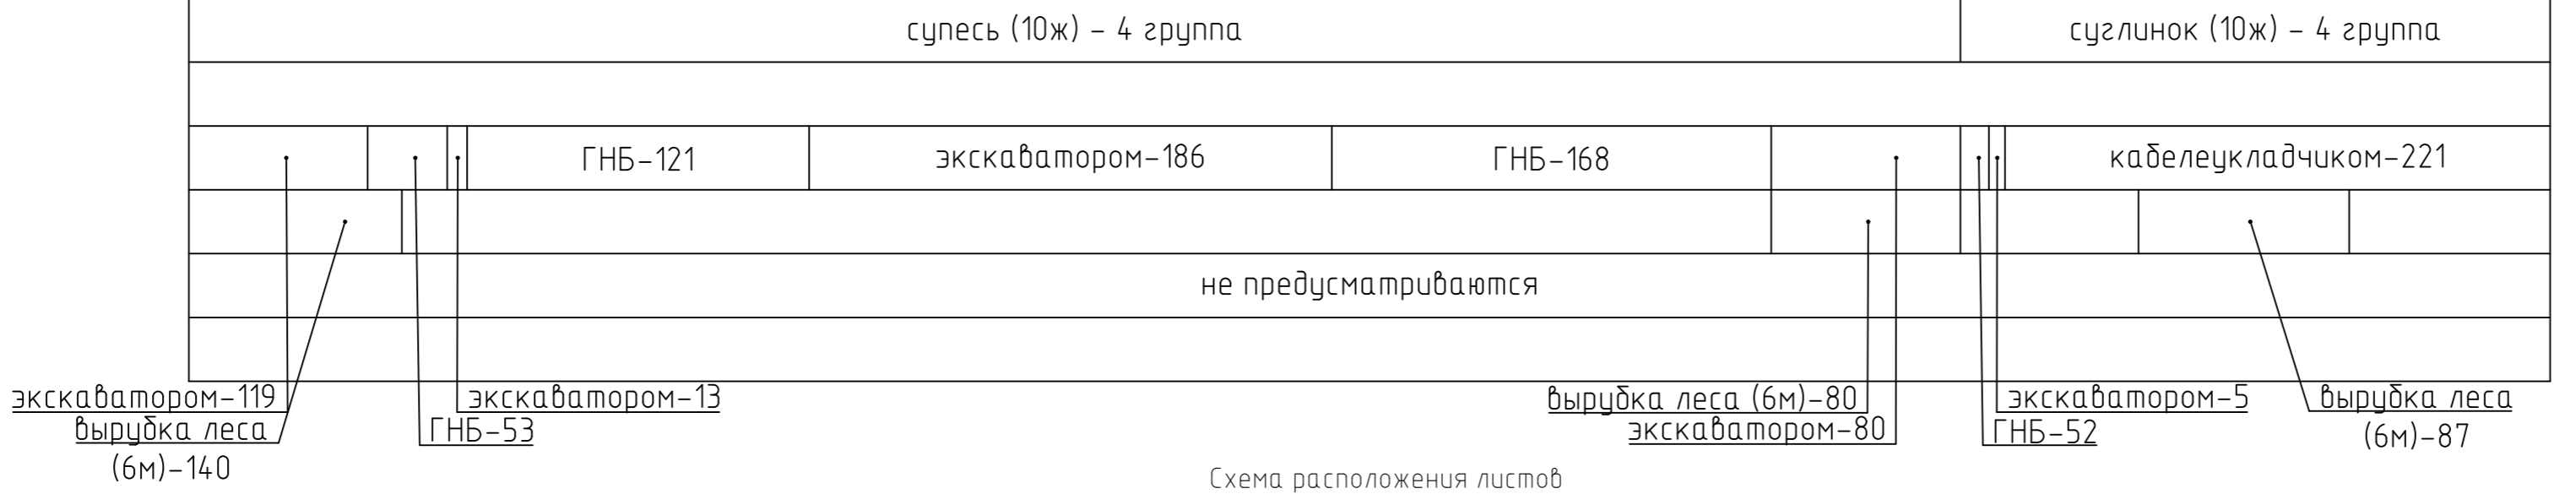 супесь (10ж) – 4 группа
суглинок (10ж) – 4 группа
ГНБ–121
экскаватором–186
ГНБ–168
кабелеукладчиком–221
не предусматриваются
экскаватором–119
вырубка леса
(6м)–140
ГНБ–53
экскаватором–13
вырубка леса (6м)–80
экскаватором–80
экскаватором–5
ГНБ–52
вырубка леса
(6м)–87
Схема расположения листов